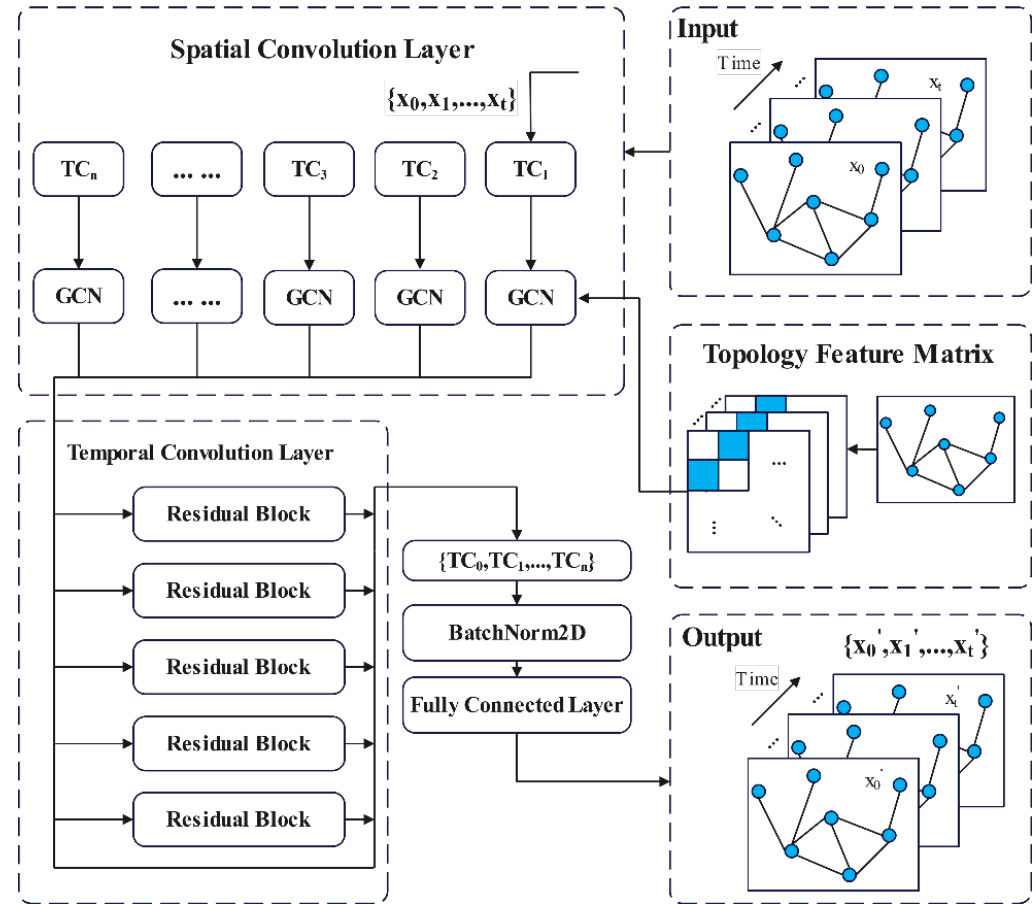 Spatial Convolution Layer
{x0,x1,...,xt}
TCn
... ...
TC3
TC2
TC1
GCN
... ...
GCN
GCN
GCN
Input
Time
...
...
xt
x0
Topology Feature Matrix
...
...
...
...
...
Temporal Convolution Layer
Residual Block
Residual Block
Residual Block
Residual Block
Residual Block
{TC0,TC1,...,TCn}
BatchNorm2D
Fully Connected Layer
Output
{x0',x1',...,xt'}
Time
...
...
xt'
x0'